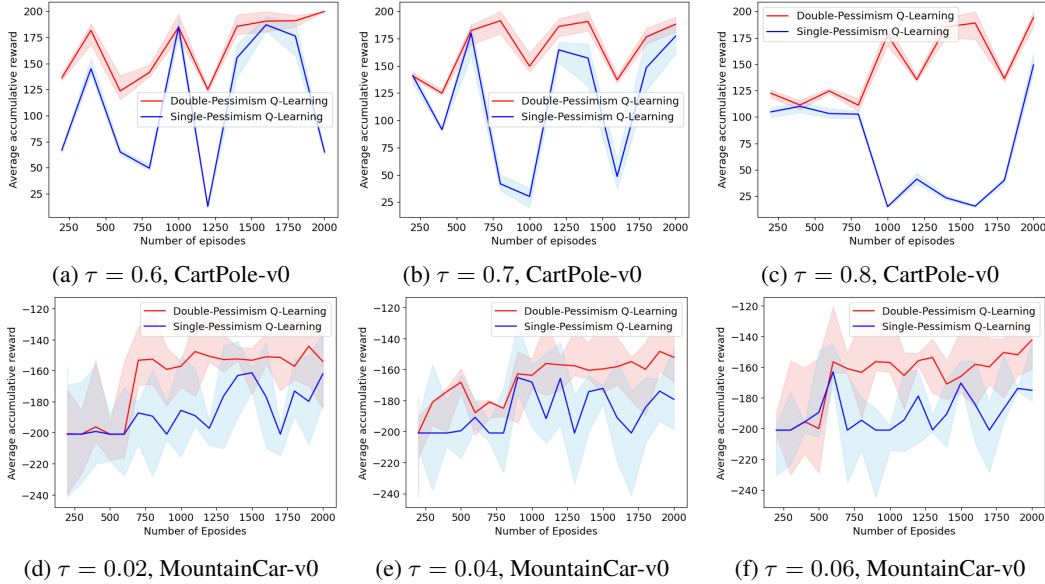 Average accumulative reward
200
175
150
125
100
75
50
25
Double-Pessimism Q-Learning
Single-Pessimism Q-Learning
250 500 750 1000 1250 1500 1750 2000
Number of episodes
(a) τ = 0.6, CartPole-v0
Average accumulative reward
200
175
150
125
100
75
50
25
Double-Pessimism Q-Learning
Single-Pessimism Q-Learning
250 500 750 1000 1250 1500 1750 2000
Number of episodes
(b) τ = 0.7, CartPole-v0
Average accumulative reward
200
175
150
125
100
75
50
25
0
Double-Pessimism Q-Learning
Single-Pessimism Q-Learning
250 500 750 1000 1250 1500 1750 2000
Number of episodes
(c) τ = 0.8, CartPole-v0
Average accumulative reward
−140
−160
−180
−200
−220
−240
Double-Pessimism Q-Learning
Single-Pessimism Q-Learning
250 500 750 1000 1250 1500 1750 2000
Number of Eposides
(d) τ = 0.02, MountainCar-v0
Average accumulative reward
−120
−140
−160
−180
−200
−220
−240
Double-Pessimism Q-Learning
Single-Pessimism Q-Learning
250 500 750 1000 1250 1500 1750 2000
Number of Eposides
(e) τ = 0.04, MountainCar-v0
Average accumulative reward
−120
−140
−160
−180
−200
−220
−240
Double-Pessimism Q-Learning
Single-Pessimism Q-Learning
250 500 750 1000 1250 1500 1750 2000
Number of Eposides
(f) τ = 0.06, MountainCar-v0